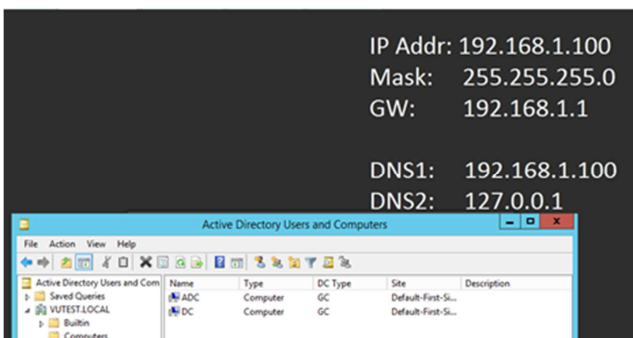 IP Addr: 192.168.1.100
Mask: 255.255.255.0
GW: 192.168.1.1
DNS1: 192.168.1.100
DNS2: 127.0.0.1
Active Directory Users and Computers
File Action View Help
Active Directory Users and Com Name Type DC Type Site Description
Saved Queries ADC Computer GC Default-First-Si...
VUTEST.LOCAL DC Computer GC Default-First-Si...
Builtin
Computers